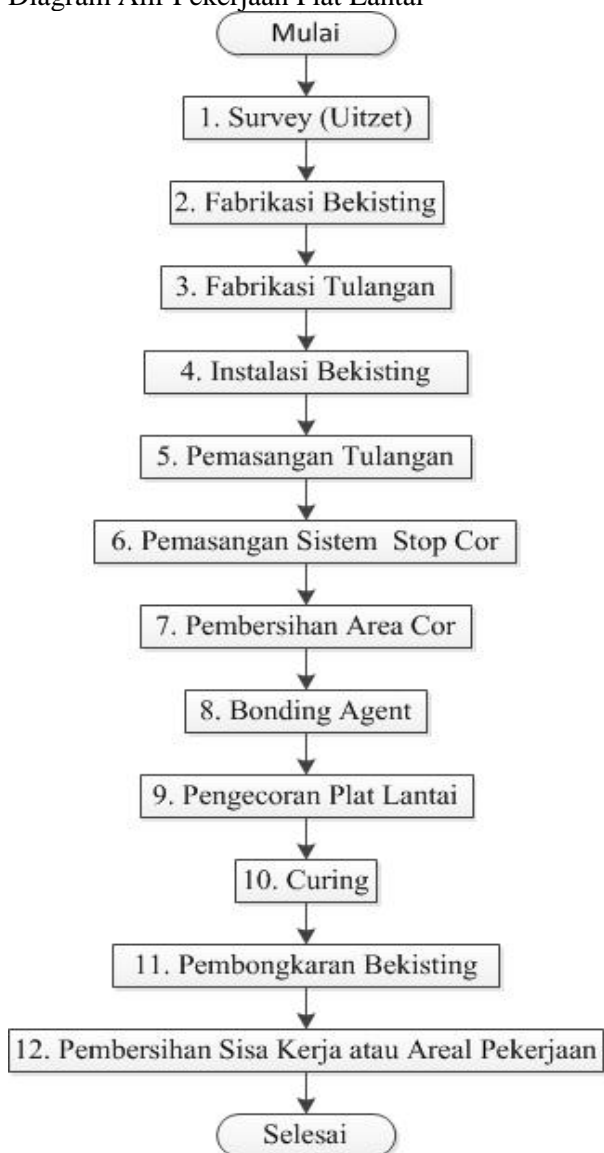 Diagram Alir Pekerjaan Plat Lantai
Mulai
1. Survey (Uitzet)
2. Fabrikasi Bekisting
3. Fabrikasi Tulangan
4. Instalasi Bekisting
5. Pemasangan Tulangan
6. Pemasangan Sistem Stop Cor
7. Pembersihan Area Cor
8. Bonding Agent
9. Pengecoran Plat Lantai
10. Curing
11. Pembongkaran Bekisting
12. Pembersihan Sisa Kerja atau Areal Pekerjaan
Selesai